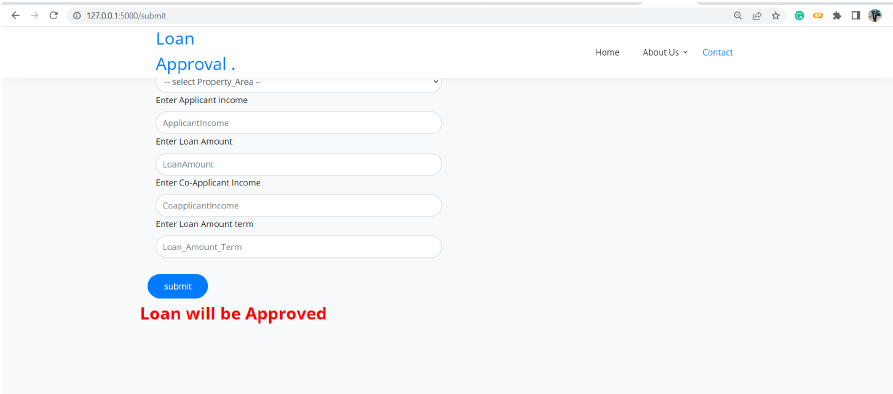 127.0.0.1:5000/submit
Loan
Approval .
Home
About Us
Contact
-- select Property_Area --
Enter Applicant Income
ApplicantIncome
Enter Loan Amount
LoanAmount
Enter Co-Applicant Income
CoapplicantIncome
Enter Loan Amount term
Loan_Amount_Term
submit
Loan will be Approved